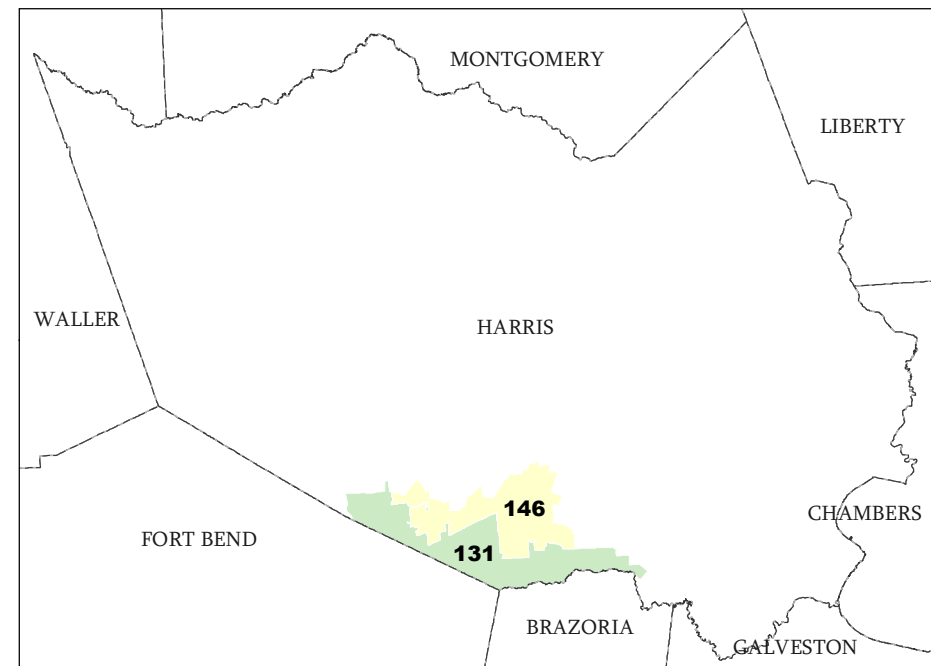 MONTGOMERY
LIBERTY
WALLER
HARRIS
146
CHAMBERS
FORT BEND
131
BRAZORIA
GALVESTON